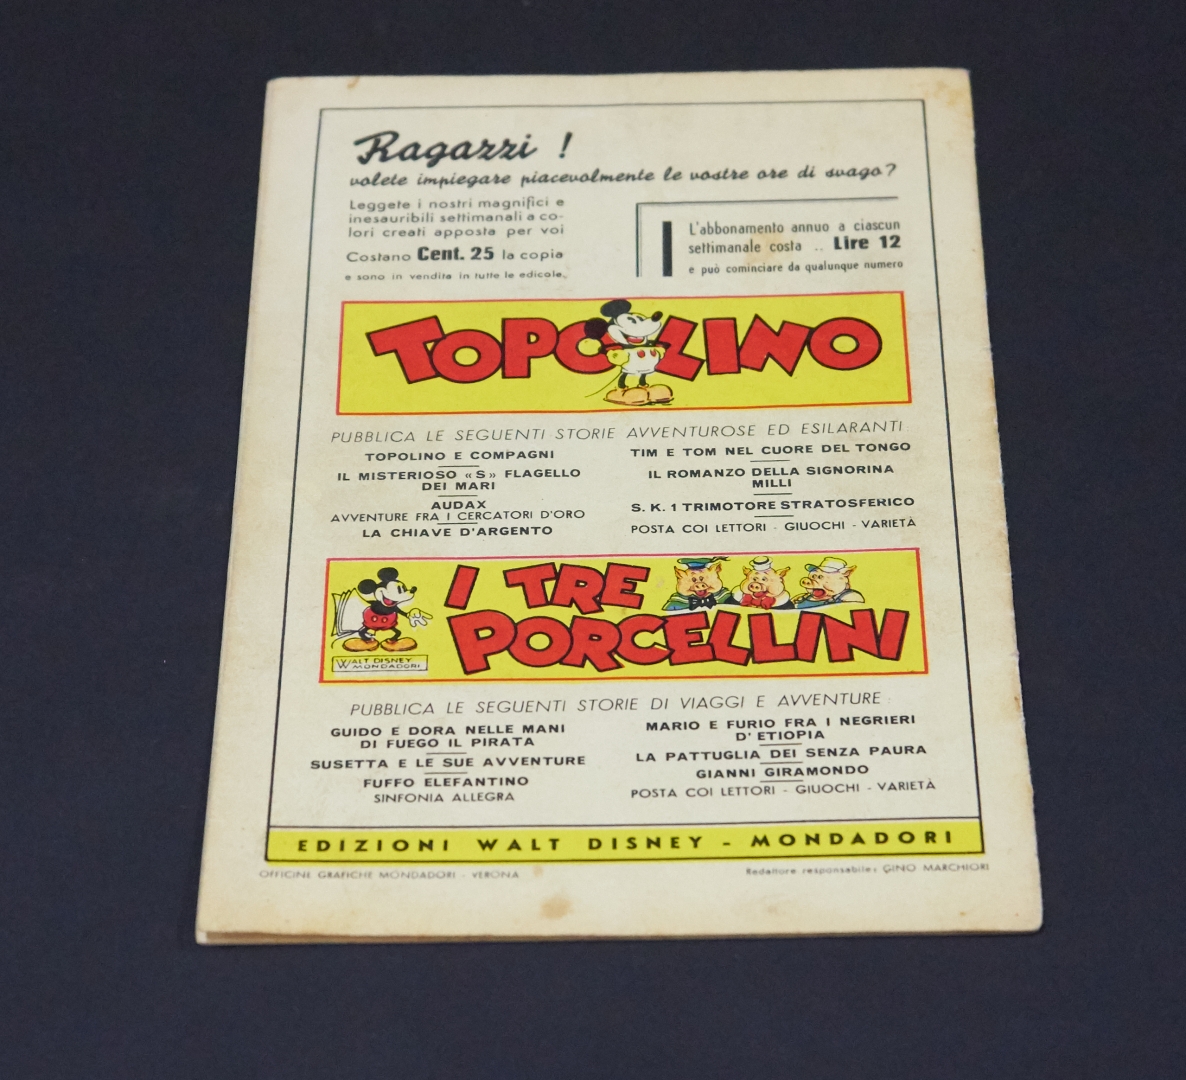 Ragazzi !
volete impiegare piacevolmente le vostre ore di svago?
Leggete i nostri magnifici e
inesauribili settimanali a co-
lori creati apposta per voi
Costano Cent. 25 la copia
e sono in vendita in tutte le edicole.
L'abbonamento annuo a ciascun
settimanale costa .. Lire 12
e può cominciare da qualunque numero
TOPOLINO
PUBBLICA LE SEGUENTI STORIE AVVENTUROSE ED ESILARANTI
TOPOLINO E COMPAGNI
IL MISTERIOSO «S» FLAGELLO
DEI MARI
AUDAX
AVVENTURE FRA I CERCATORI D'ORO
LA CHIAVE D'ARGENTO
TIM E TOM NEL CUORE DEL TONGO
IL ROMANZO DELLA SIGNORINA
MILLI
S. K. 1 TRIMOTORE STRATOSFERICO
POSTA COI LETTORI - GIUOCHI - VARIETÀ
I TRE
PORCELLINI
WALT DISNEY
MONDADORI
PUBBLICA LE SEGUENTI STORIE DI VIAGGI E AVVENTURE
GUIDO E DORA NELLE MANI
DI FUEGO IL PIRATA
SUSETTA E LE SUE AVVENTURE
FUFFO ELEFANTINO
SINFONIA ALLEGRA
MARIO E FURIO FRA I NEGRIERI
D'ETIOPIA
LA PATTUGLIA DEI SENZA PAURA
GIANNI GIRAMONDO
POSTA COI LETTORI - GIUOCHI - VARIETÀ
EDIZIONI WALT DISNEY - MONDADORI
OFFICINE GRAFICHE MONDADORI - VERONA
Redattore responsabile: GINO MARCHIORI